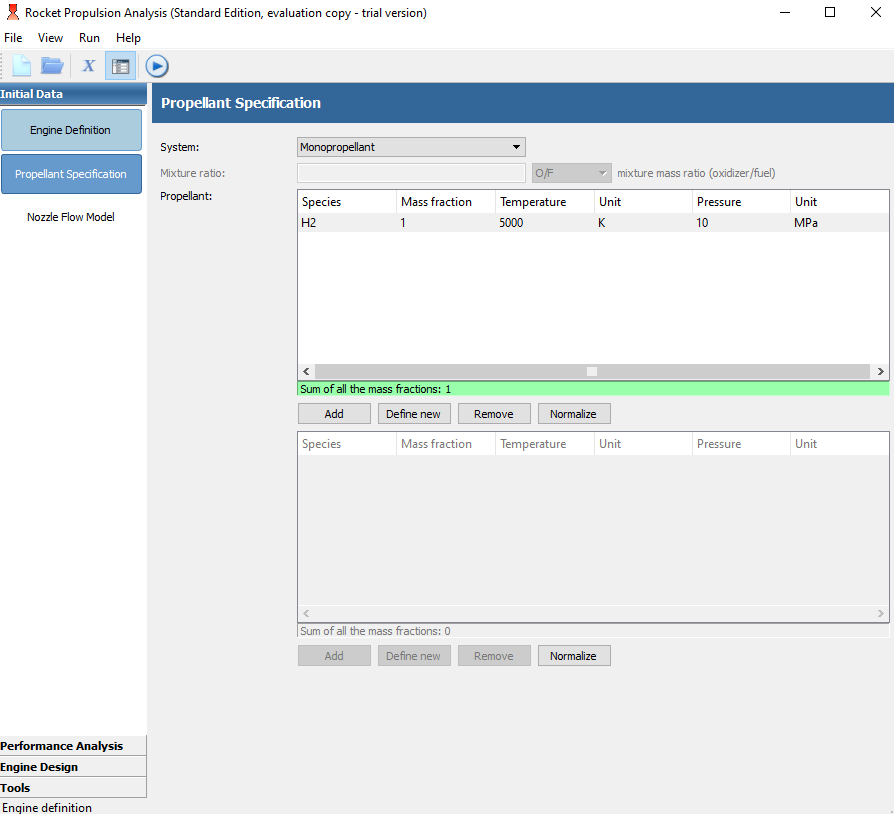 Rocket Propulsion Analysis (Standard Edition, evaluation copy - trial version)
File View Run Help
X
Initial Data
Engine Definition
Propellant Specification
Nozzle Flow Model
Propellant Specification
System: Monopropellant
Mixture ratio: O/F mixture mass ratio (oxidizer/fuel)
Propellant:
Species Mass fraction Temperature Unit Pressure Unit
H2 1 5000 K 10 MPa
Sum of all the mass fractions: 1
Add Define new Remove Normalize
Species Mass fraction Temperature Unit Pressure Unit
Sum of all the mass fractions: 0
Add Define new Remove Normalize
Performance Analysis
Engine Design
Tools
Engine definition